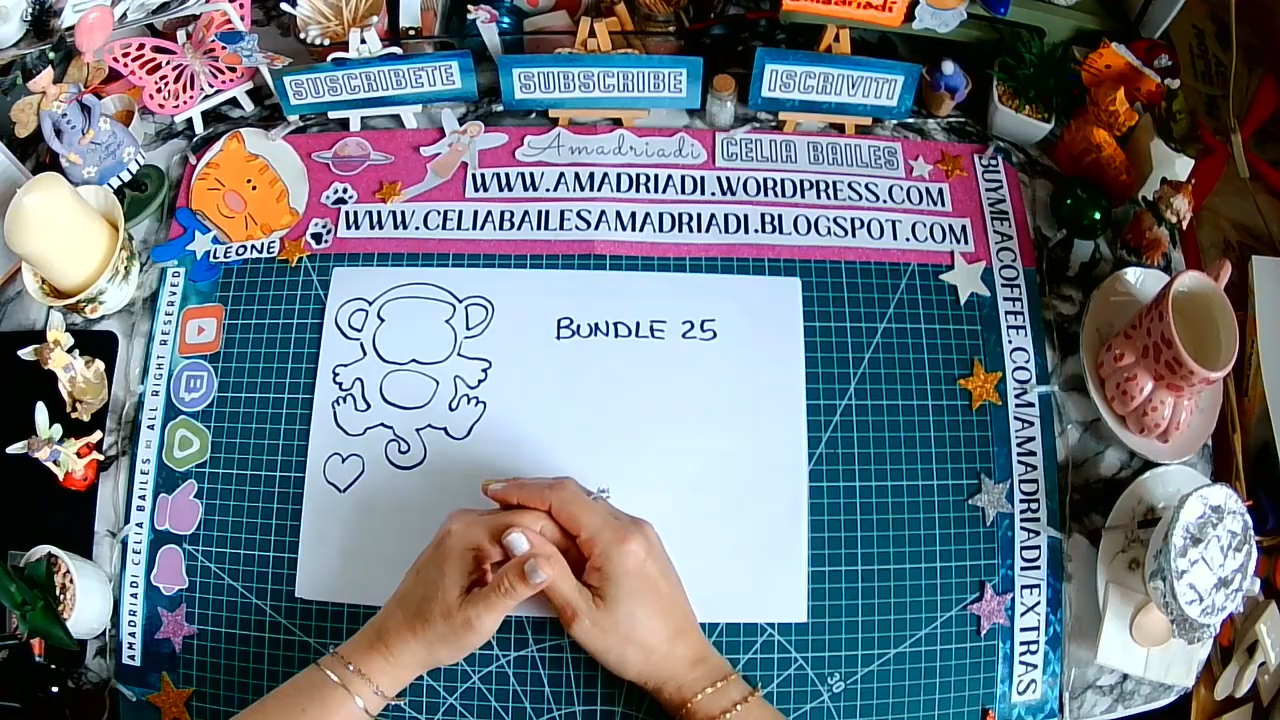 Amadriadi
SUSCRIBETE
SUBSCRIBE
ISCRIVITI
Amadriadi
CELIA BAILES
WWW.AMADRIADI.WORDPRESS.COM
WWW.CELIABAILESAMADRIADI.BLOGSPOT.COM
LEONE
BUYMEACOFFEE.COM/AMADRIADI/EXTRAS
AMADRIADI CELIA BAILES ALL RIGHT RESERVED
BUNDLE 25
30